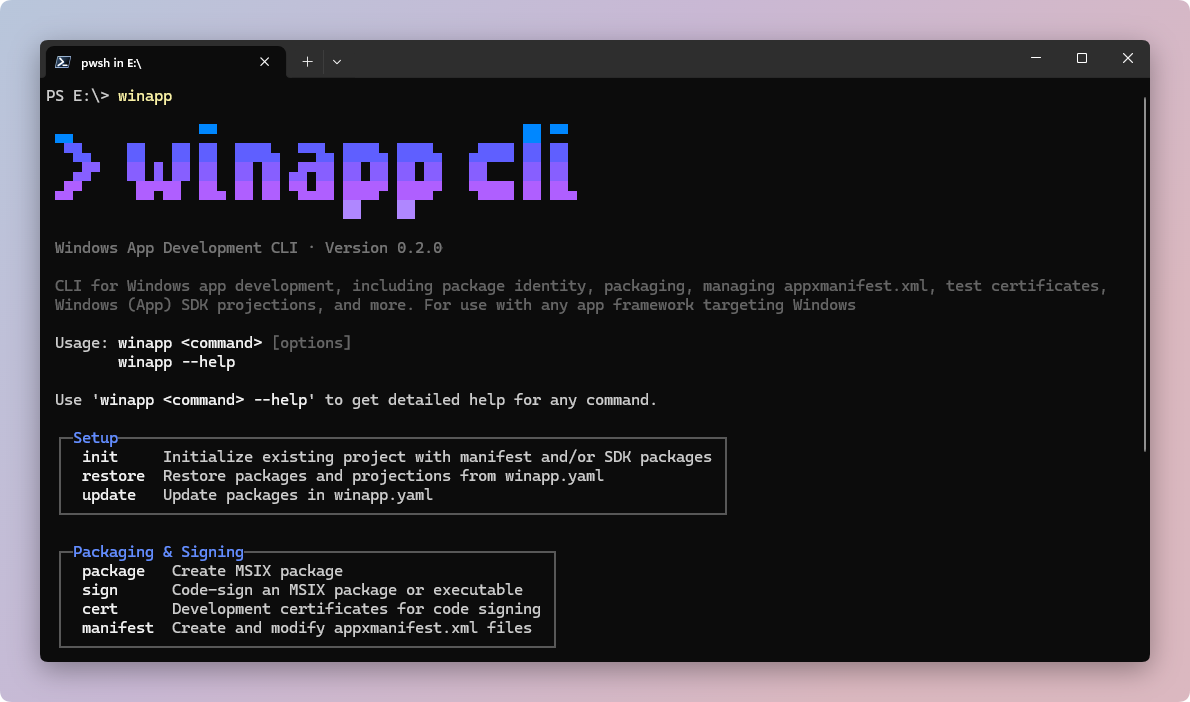 pwsh in E:\
PS E:\> winapp
> winapp cli
Windows App Development CLI · Version 0.2.0
CLI for Windows app development, including package identity, packaging, managing appxmanifest.xml, test certificates,
Windows (App) SDK projections, and more. For use with any app framework targeting Windows
Usage: winapp <command> [options]
winapp --help
Use 'winapp <command> --help' to get detailed help for any command.
Setup
init Initialize existing project with manifest and/or SDK packages
restore Restore packages and projections from winapp.yaml
update Update packages in winapp.yaml
Packaging & Signing
package Create MSIX package
sign Code-sign an MSIX package or executable
cert Development certificates for code signing
manifest Create and modify appxmanifest.xml files